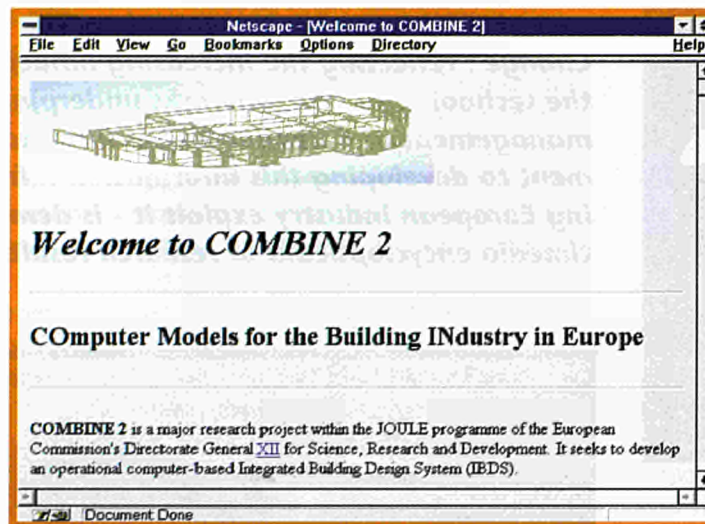 Netscape - [Welcome to COMBINE 2]
File Edit View Go Bookmarks Options Directory Help
Welcome to COMBINE 2
COmputer Models for the Building INdustry in Europe
COMBINE 2 is a major research project within the JOULE programme of the European
Commission's Directorate General XII for Science, Research and Development. It seeks to develop
an operational computer-based Integrated Building Design System (IBDS).
Document Done